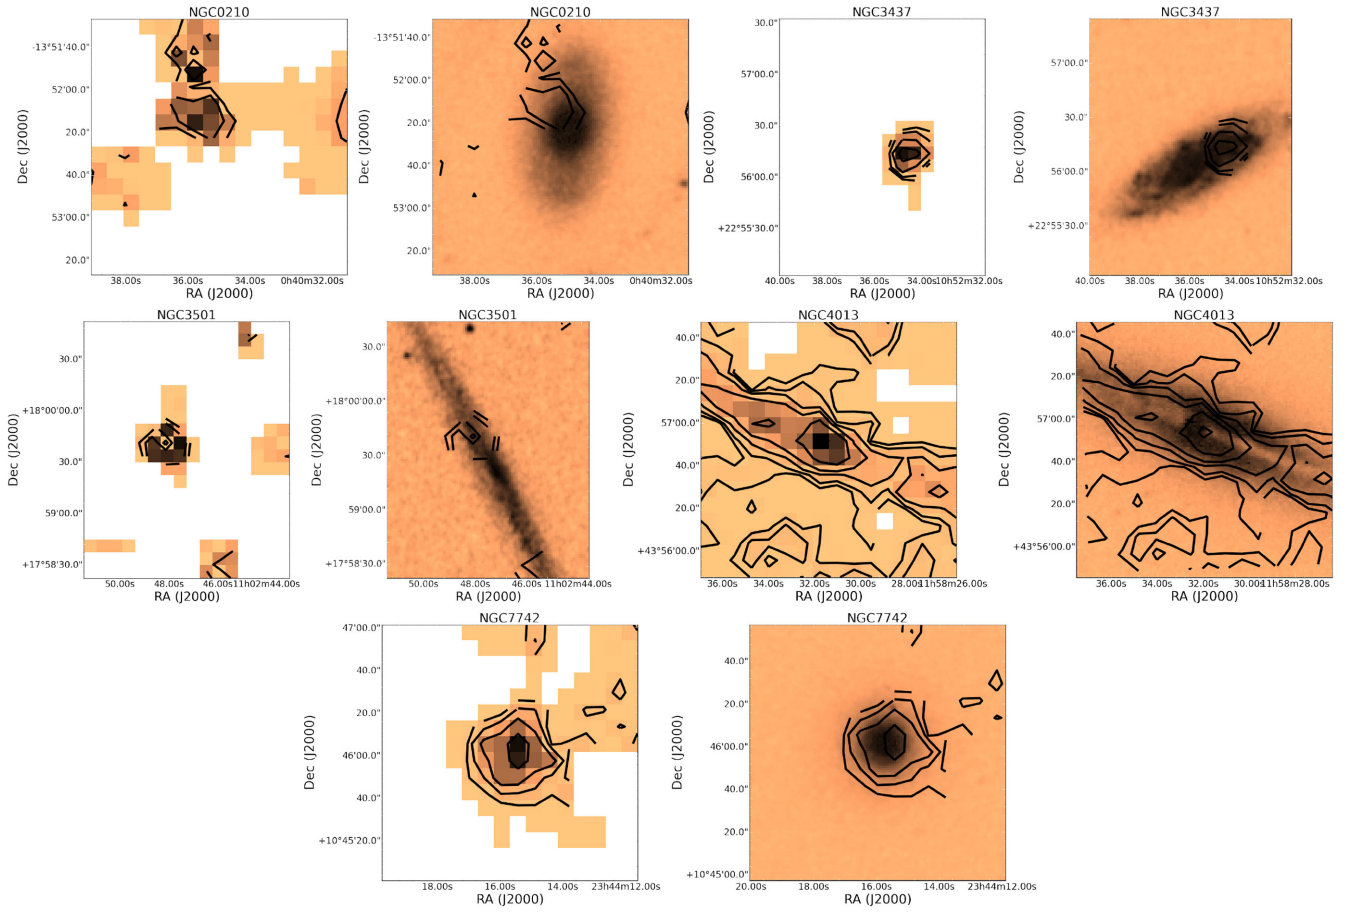 NGC0210
-13°51'40.0"
52'00.0"
20.0"
40.0"
53'00.0"
20.0"
Dec (J2000)
38.00s
36.00s
34.00s
0h40m32.00s
RA (J2000)
NGC0210
-13°51'40.0"
52'00.0"
20.0"
40.0"
53'00.0"
20.0"
Dec (J2000)
38.00s
36.00s
34.00s
0h40m32.00s
RA (J2000)
NGC3437
30.0"
57'00.0"
30.0"
56'00.0"
+22°55'30.0"
Dec (J2000)
40.00s
38.00s
36.00s
34.00s
10h52m32.00s
RA (J2000)
NGC3437
57'00.0"
30.0"
56'00.0"
+22°55'30.0"
Dec (J2000)
40.00s
38.00s
36.00s
34.00s
10h52m32.00s
RA (J2000)
NGC3501
30.0"
+18°00'00.0"
30.0"
59'00.0"
+17°58'30.0"
Dec (J2000)
50.00s
48.00s
46.00s
11h02m44.00s
RA (J2000)
NGC3501
30.0"
+18°00'00.0"
30.0"
59'00.0"
+17°58'30.0"
Dec (J2000)
50.00s
48.00s
46.00s
11h02m44.00s
RA (J2000)
NGC4013
40.0"
20.0"
57'00.0"
40.0"
20.0"
+43°56'00.0"
Dec (J2000)
36.00s
34.00s
32.00s
30.00s
28.00s
11h58m26.00s
RA (J2000)
NGC4013
40.0"
20.0"
57'00.0"
40.0"
20.0"
+43°56'00.0"
Dec (J2000)
36.00s
34.00s
32.00s
30.00s
11h58m28.00s
RA (J2000)
NGC7742
47'00.0"
40.0"
20.0"
46'00.0"
40.0"
+10°45'20.0"
Dec (J2000)
18.00s
16.00s
14.00s
23h44m12.00s
RA (J2000)
NGC7742
40.0"
20.0"
46'00.0"
40.0"
20.0"
+10°45'00.0"
Dec (J2000)
20.00s
18.00s
16.00s
14.00s
23h44m12.00s
RA (J2000)